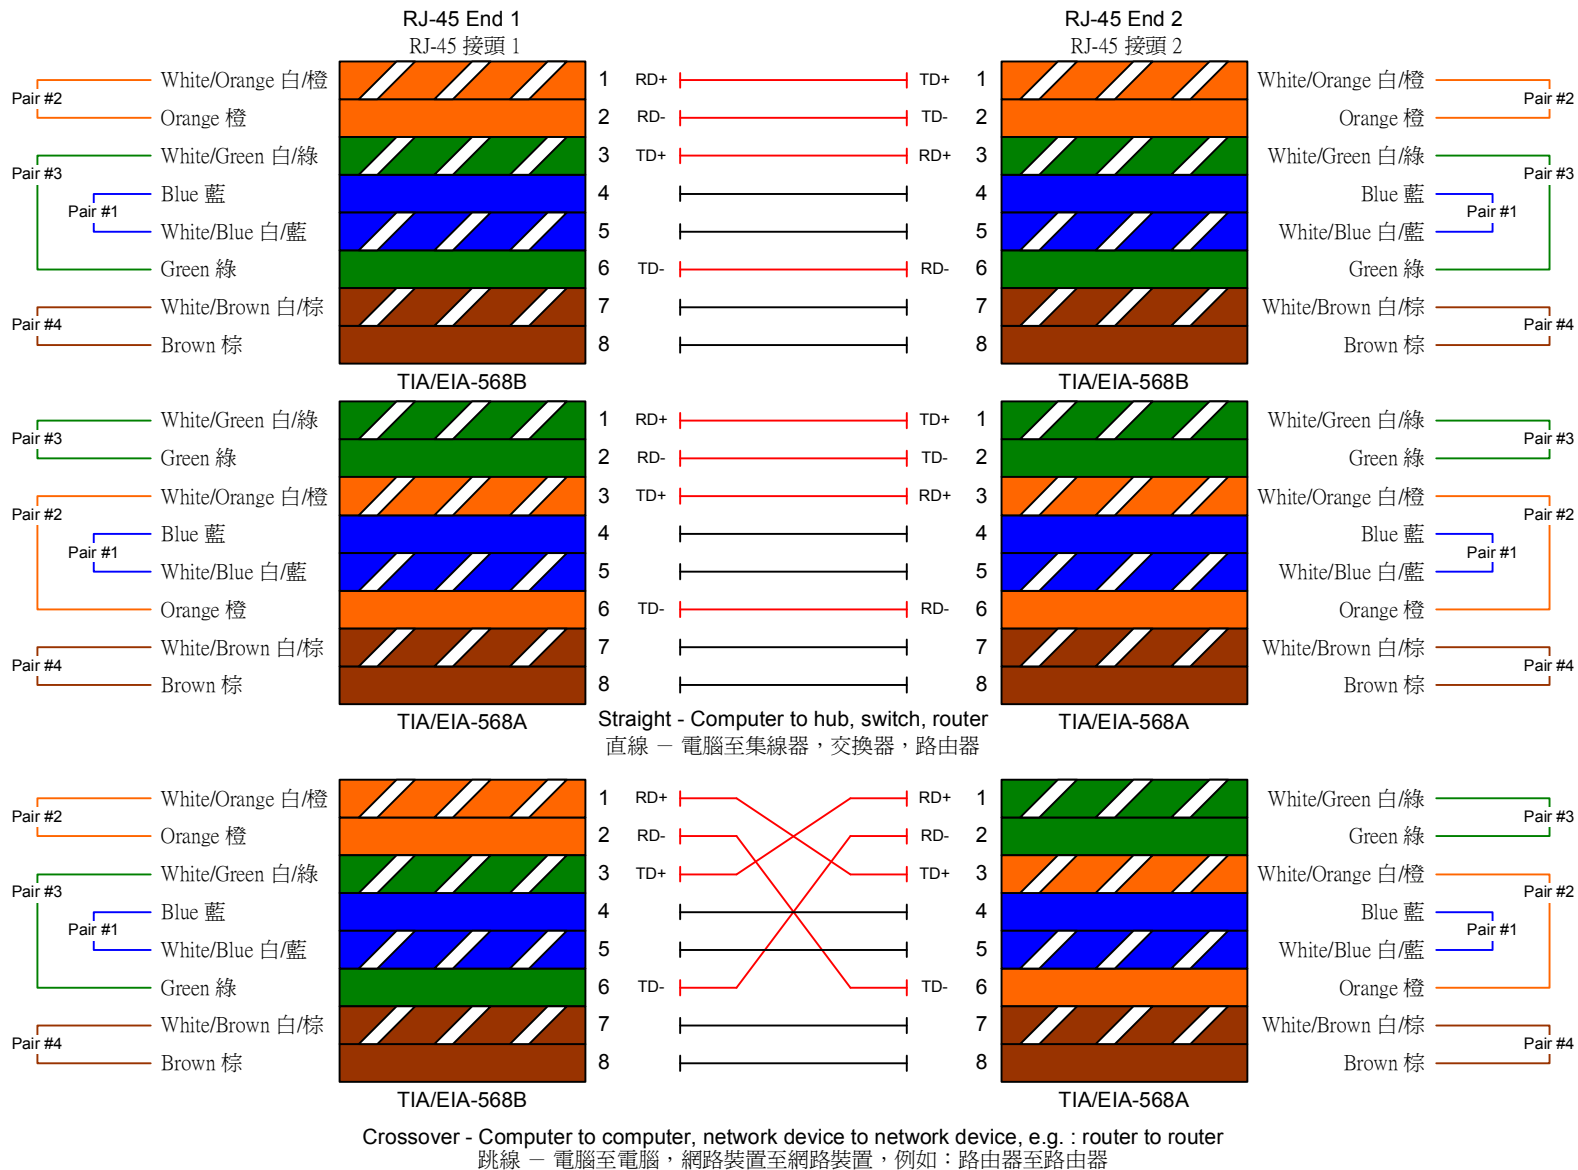 RJ-45 End 1
RJ-45 接頭 1
RJ-45 End 2
RJ-45 接頭 2
Pair #2
Pair #3
Pair #1
Pair #4
White/Orange 白/橙
Orange 橙
White/Green 白/綠
Blue 藍
White/Blue 白/藍
Green 綠
White/Brown 白/棕
Brown 棕
1 RD+ TD+ 1
2 RD- TD- 2
3 TD+ RD+ 3
4 4
5 5
6 TD- RD- 6
7 7
8 8
White/Orange 白/橙
Orange 橙
White/Green 白/綠
Blue 藍
White/Blue 白/藍
Green 綠
White/Brown 白/棕
Brown 棕
Pair #2
Pair #3
Pair #1
Pair #4
TIA/EIA-568B
TIA/EIA-568B
Pair #3
Pair #2
Pair #1
Pair #4
White/Green 白/綠
Green 綠
White/Orange 白/橙
Blue 藍
White/Blue 白/藍
Orange 橙
White/Brown 白/棕
Brown 棕
1 RD+ TD+ 1
2 RD- TD- 2
3 TD+ RD+ 3
4 4
5 5
6 TD- RD- 6
7 7
8 8
White/Green 白/綠
Green 綠
White/Orange 白/橙
Blue 藍
White/Blue 白/藍
Orange 橙
White/Brown 白/棕
Brown 棕
Pair #3
Pair #2
Pair #1
Pair #4
TIA/EIA-568A
TIA/EIA-568A
Straight - Computer to hub, switch, router
直線 － 電腦至集線器，交換器，路由器
Pair #2
Pair #3
Pair #1
Pair #4
White/Orange 白/橙
Orange 橙
White/Green 白/綠
Blue 藍
White/Blue 白/藍
Green 綠
White/Brown 白/棕
Brown 棕
1 RD+ RD+ 1
2 RD- RD- 2
3 TD+ TD+ 3
4 4
5 5
6 TD- TD- 6
7 7
8 8
White/Green 白/綠
Green 綠
White/Orange 白/橙
Blue 藍
White/Blue 白/藍
Orange 橙
White/Brown 白/棕
Brown 棕
Pair #3
Pair #2
Pair #1
Pair #4
TIA/EIA-568B
TIA/EIA-568A
Crossover - Computer to computer, network device to network device, e.g. : router to router
跳線 － 電腦至電腦，網路裝置至網路裝置，例如：路由器至路由器